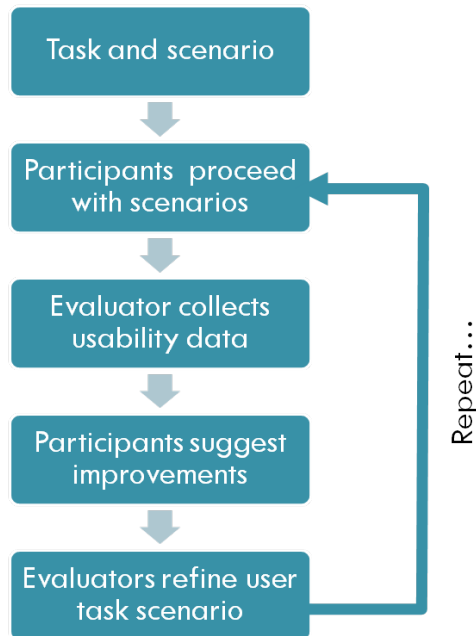 Task and scenario
Participants proceed
with scenarios
Evaluator collects
usability data
Participants suggest
improvements
Evaluators refine user
task scenario
Repeat...